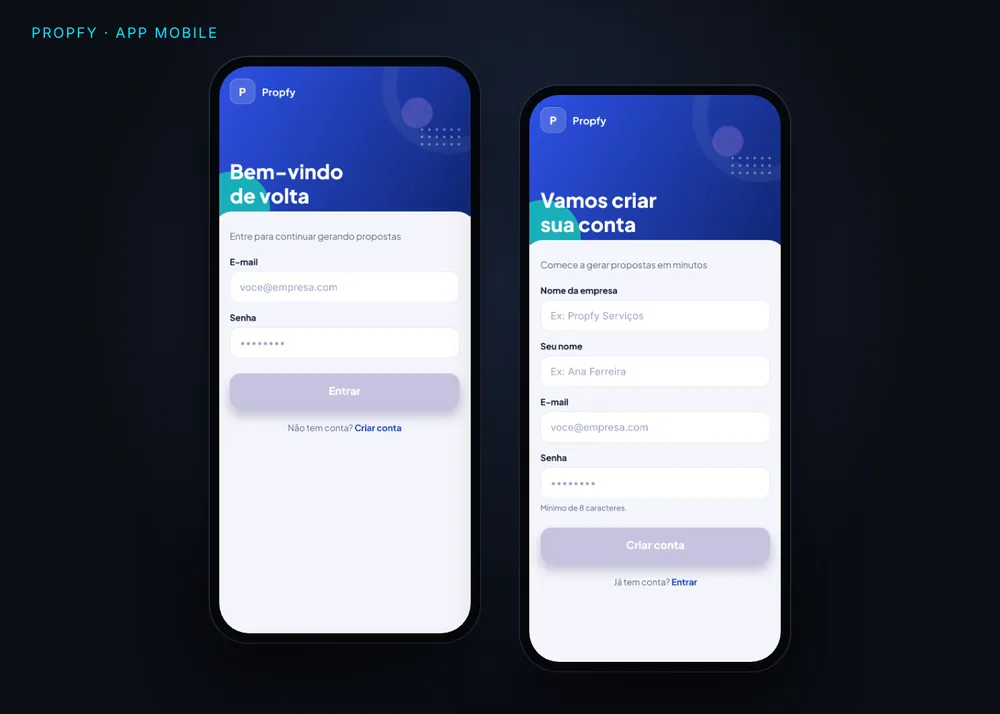 PROPFY · APP MOBILE
P Propfy
Bem-vindo
de volta
Entre para continuar gerando propostas
E-mail
voce@empresa.com
Senha
••••••••
Entrar
Não tem conta? Criar conta
P Propfy
Vamos criar
sua conta
Comece a gerar propostas em minutos
Nome da empresa
Ex: Propfy Serviços
Seu nome
Ex: Ana Ferreira
E-mail
voce@empresa.com
Senha
••••••••
Mínimo de 8 caracteres.
Criar conta
Já tem conta? Entrar